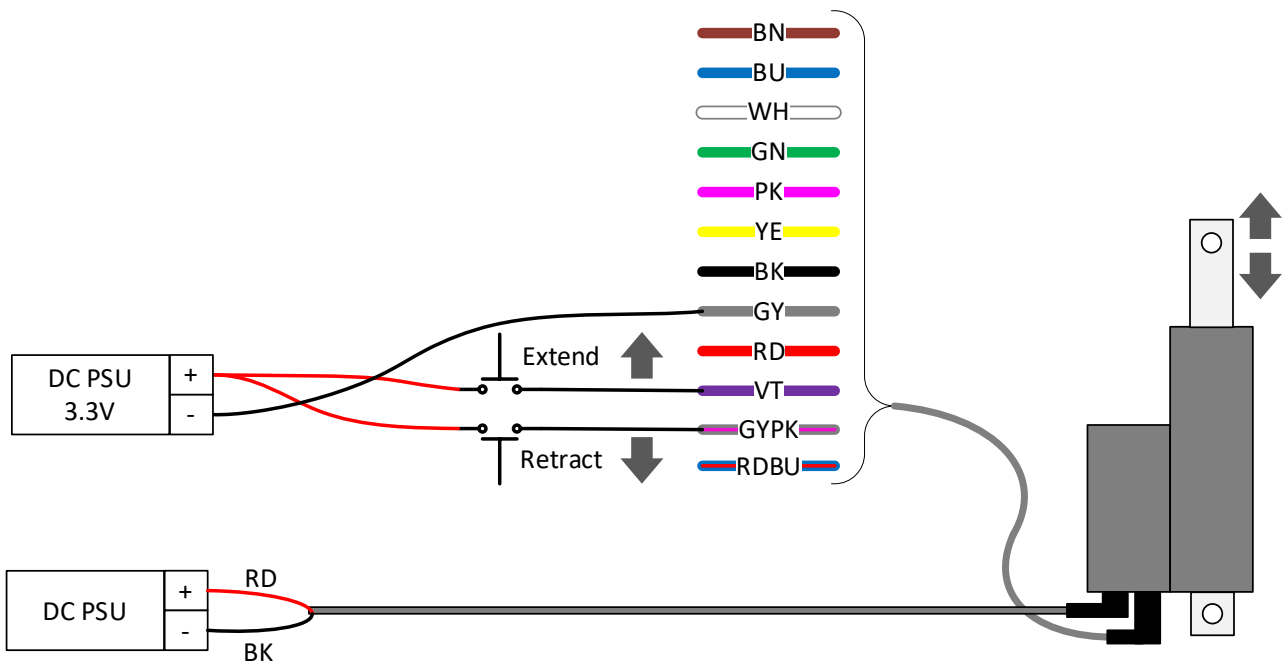 BN
BU
WH
GN
PK
YE
BK
GY
RD
VT
GYPK
RDBU
Extend
Retract
DC PSU
3.3V
+
-
DC PSU
+
-
RD
BK